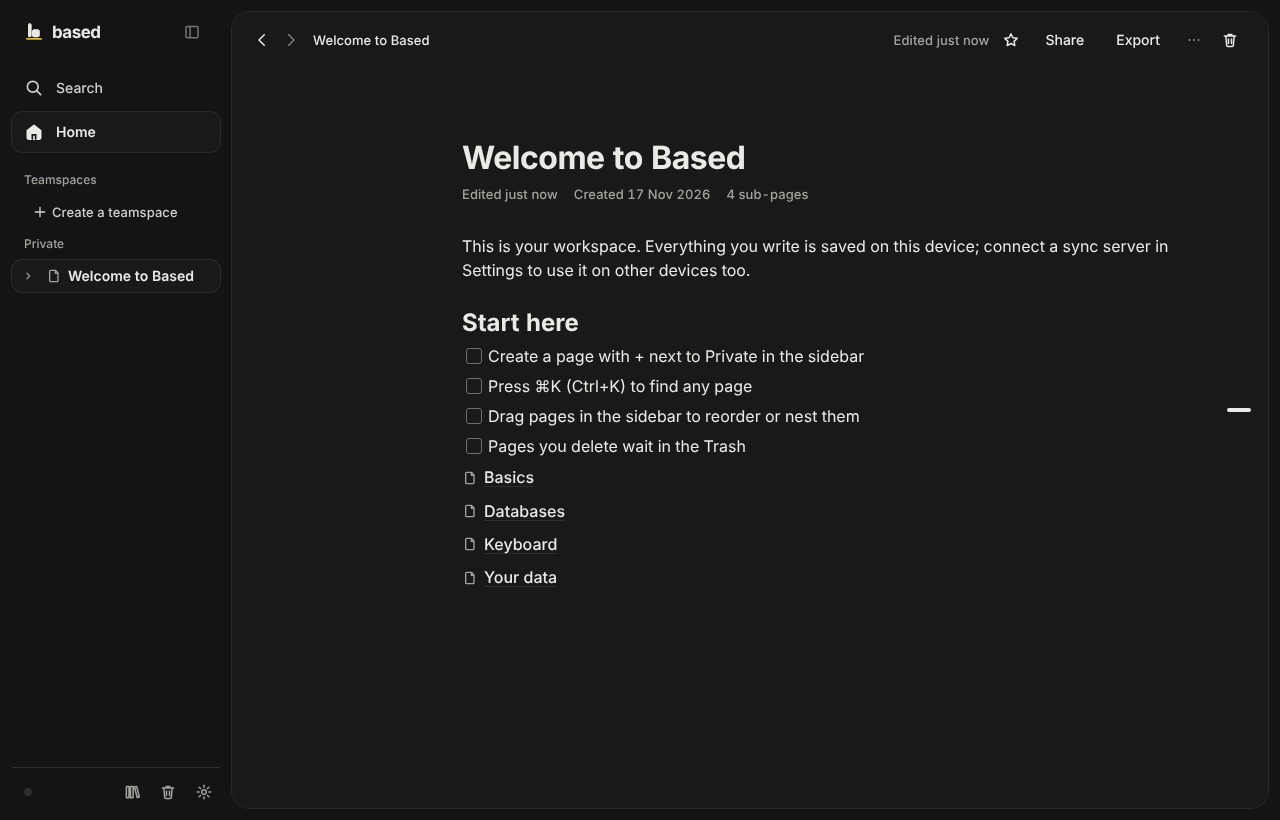 based
Search
Home
Teamspaces
+ Create a teamspace
Private
Welcome to Based
Welcome to Based
Edited just now
Share
Export
Welcome to Based
Edited just now Created 17 Nov 2026 4 sub-pages
This is your workspace. Everything you write is saved on this device; connect a sync server in
Settings to use it on other devices too.
Start here
Create a page with + next to Private in the sidebar
Press ⌘K (Ctrl+K) to find any page
Drag pages in the sidebar to reorder or nest them
Pages you delete wait in the Trash
Basics
Databases
Keyboard
Your data